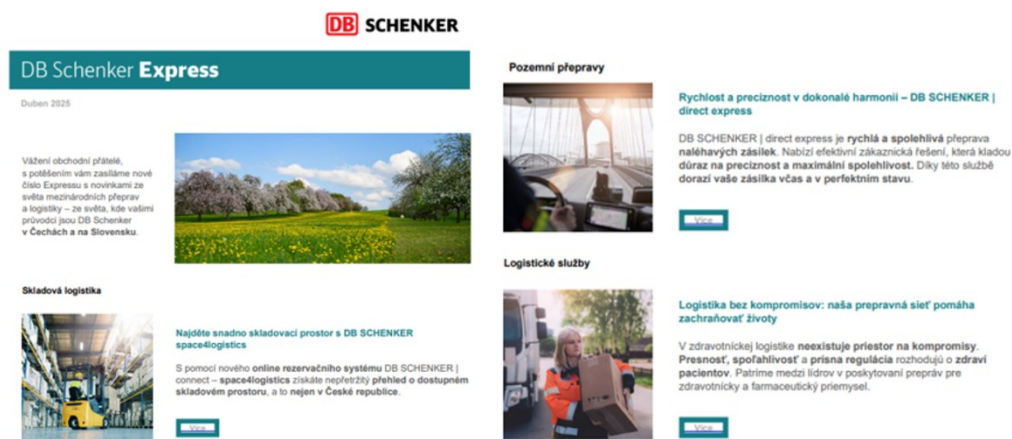 DB SCHENKER
DB Schenker Express
Duben 2025
Vážení obchodní přátelé,
s potěšením vám zasíláme nové
číslo Expressu s novinkami ze
světa mezinárodních přeprav
a logistiky – ze světa, kde vašimi
průvodci jsou DB Schenker
v Čechách a na Slovensku.
Skladová logistika
Najděte snadno skladovací prostor s DB SCHENKER
space4logistics
S pomocí nového online rezervačního systému DB SCHENKER |
connect – space4logistics získáte nepřetržitý přehled o dostupném
skladovém prostoru, a to nejen v České republice.
Více
Pozemní přepravy
Rychlost a preciznost v dokonalé harmonii – DB SCHENKER |
direct express
DB SCHENKER | direct express je rychlá a spolehlivá přeprava
naléhavých zásilek. Nabízí efektivní zákaznická řešení, která kladou
důraz na preciznost a maximální spolehlivost. Díky této službě
dorazí vaše zásilka včas a v perfektním stavu.
Více
Logistické služby
Logistika bez kompromisov: naša prepravná sieť pomáha
zachraňovať životy
V zdravotníckej logistike neexistuje priestor na kompromisy.
Presnosť, spoľahlivosť a prísna regulácia rozhodujú o zdraví
pacientov. Patríme medzi lídrov v poskytovaní prepráv pre
zdravotnícky a farmaceutický priemysel.
Více